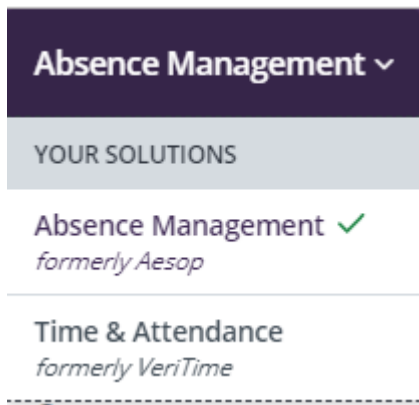 Absence Management
YOUR SOLUTIONS
Absence Management
formerly Aesop
Time & Attendance
formerly VeriTime